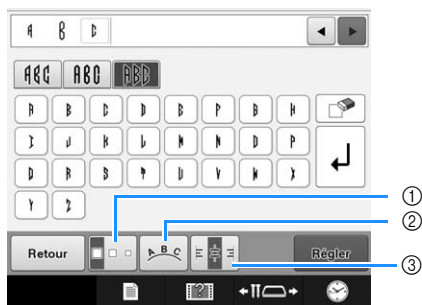 A B C
ABC ABC ABC
A B C D E F G H
I J K L M N O P
Q R S T U V W X
Y Z
①
②
Retour A B C Régler
③